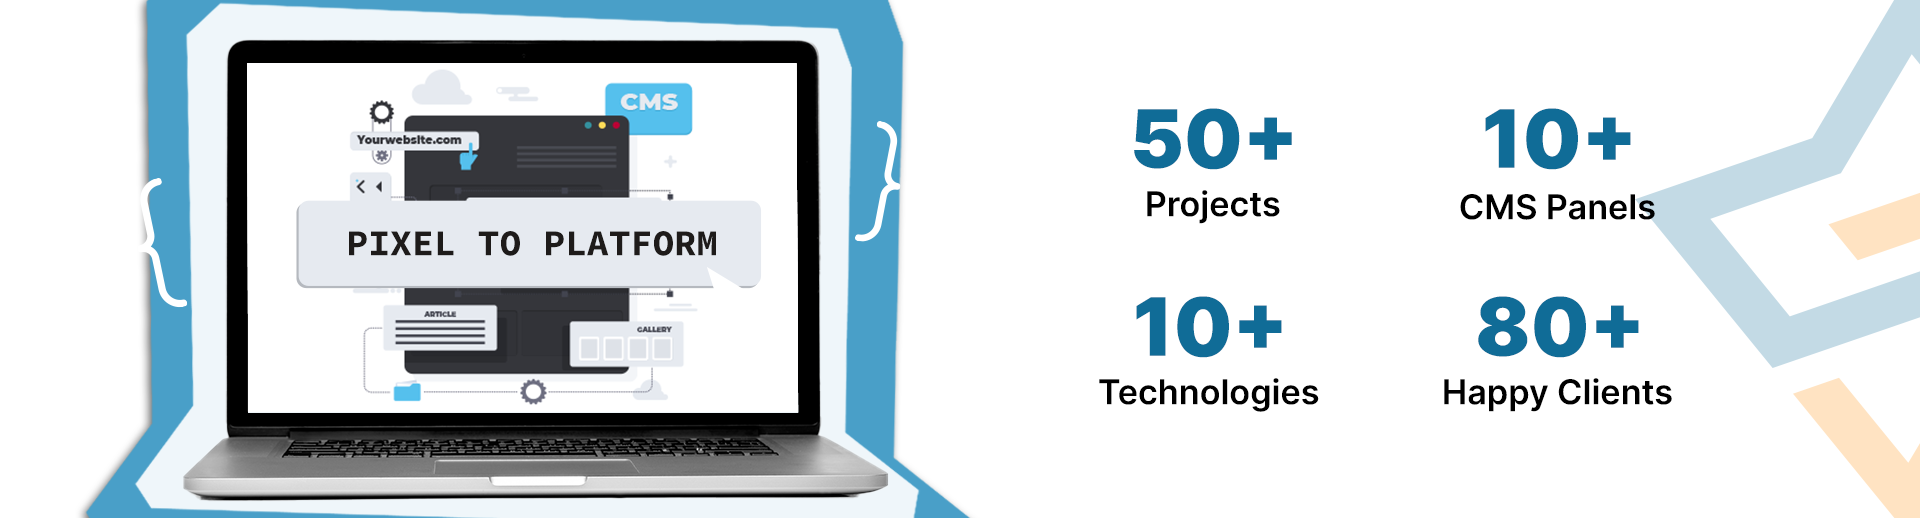 CMS
Yourwebsite.com
PIXEL TO PLATFORM
ARTICLE
GALLERY
50+
Projects
10+
CMS Panels
10+
Technologies
80+
Happy Clients